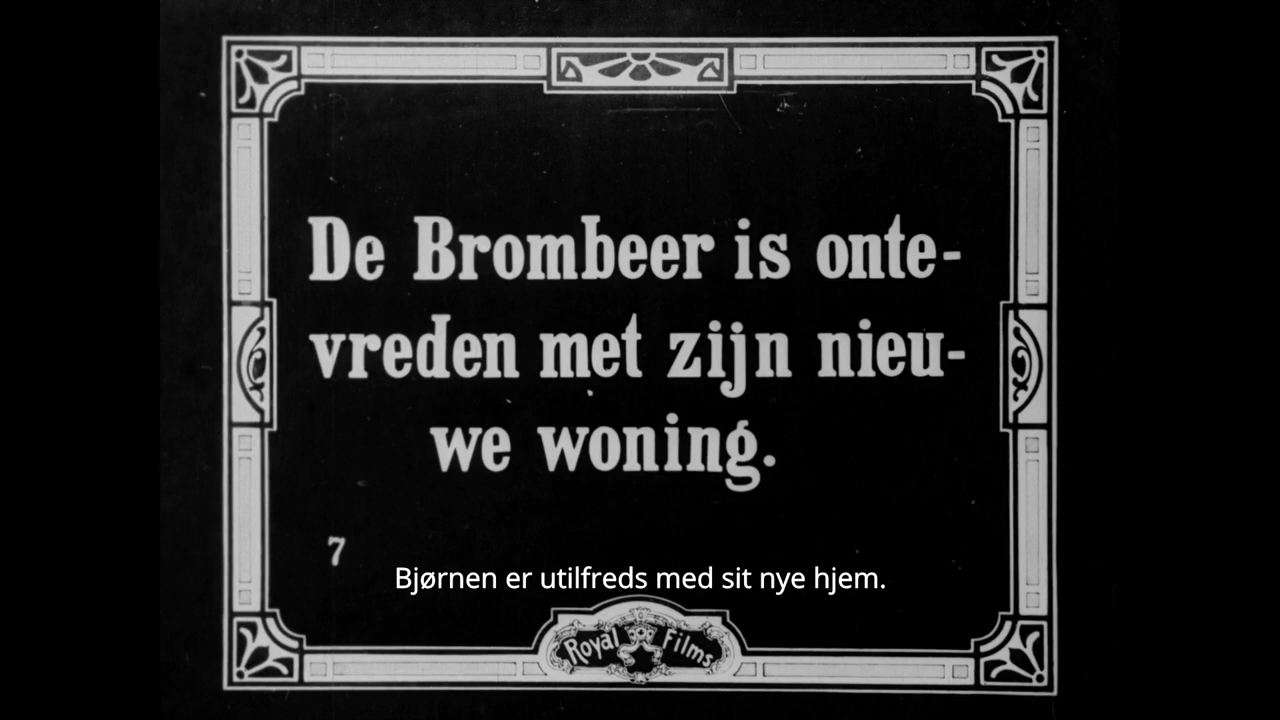 De Brombeer is onte-
vreden met zijn nieu-
we woning.
7
Bjørnen er utilfreds med sit nye hjem.
Royal Films